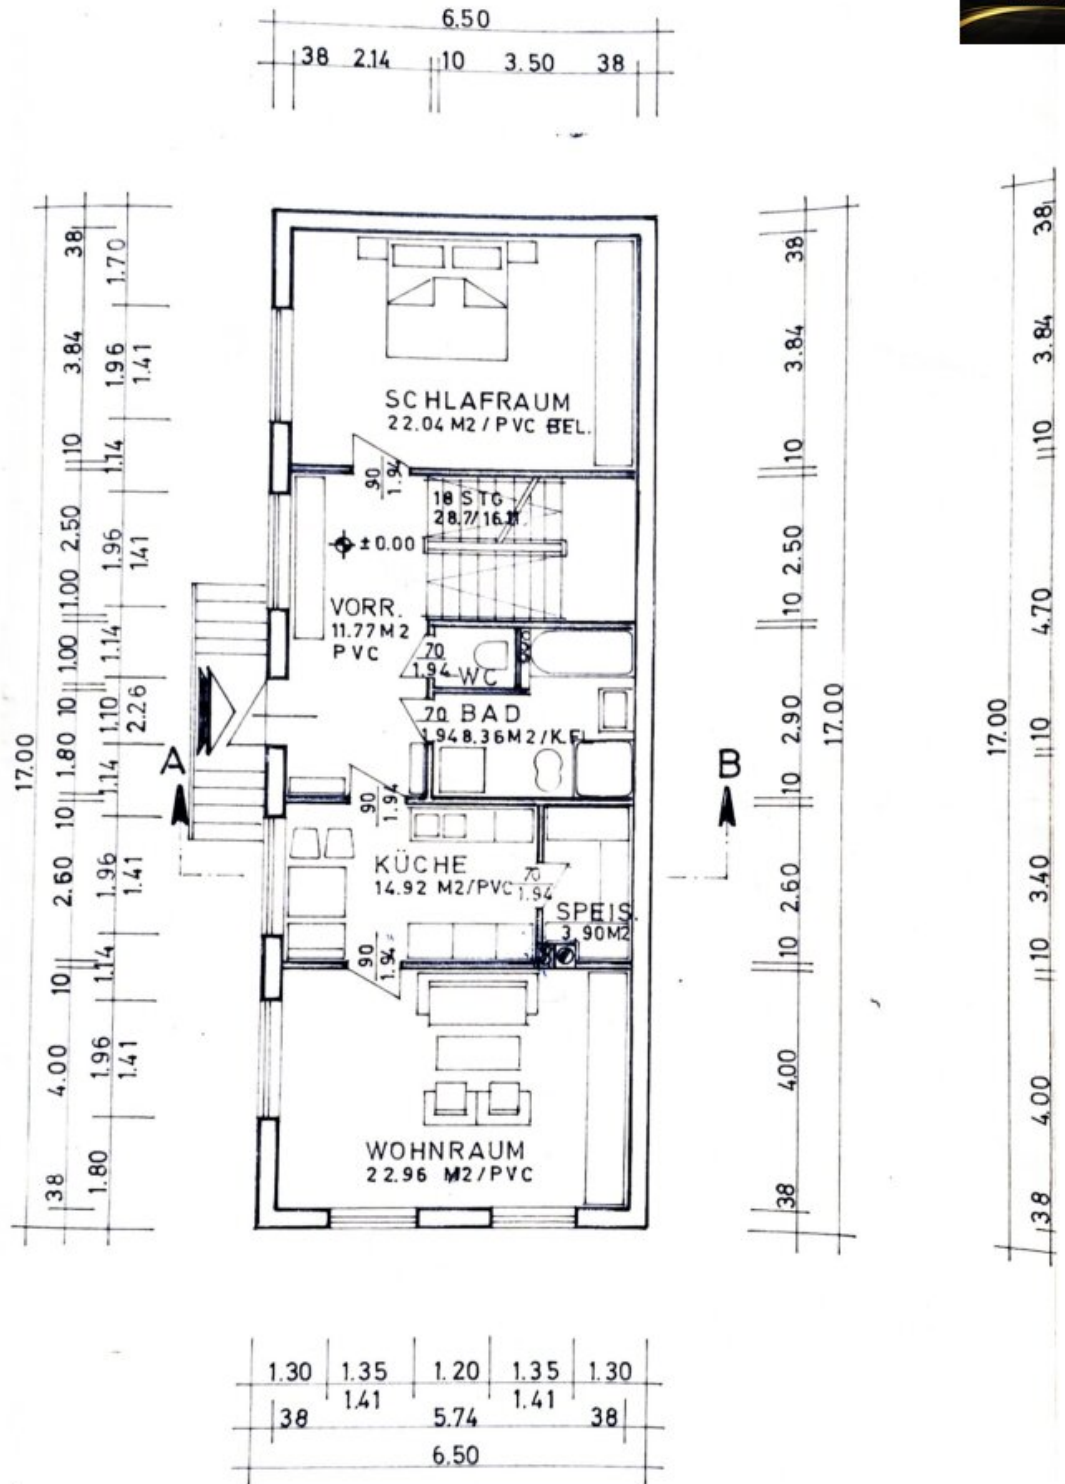 6.50
38 2.14 10 3.50 38
38 3.84 10 2.50 1.00 1.00 10 1.80 10 2.60 10 4.00 38
17.00
1.70 1.96 1.14 1.96 1.14 1.10 1.14 1.96 1.14 1.96 1.80
1.41 1.41 2.26 1.41 1.41
SCHLAFRAUM
22.04 M2 / PVC BEL.
90
1.94
18 STG
28.7/16.11
± 0.00
VORR.
11.77 M2
PVC
70
1.94
WC
70
1.94
BAD
8.36M2/K.FL
A
B
90
1.94
KÜCHE
14.92 M2/PVC
70
1.94
SPEIS.
3.90M2
90
1.94
WOHNRAUM
22.96 M2/PVC
38 3.84 10 2.50 10 2.90 10 2.60 10 4.00 38
17.00
17.00
38 3.84 10 4.70 10 3.40 10 4.00 38
1.30 1.35 1.20 1.35 1.30
1.41 1.41
38 5.74 38
6.50